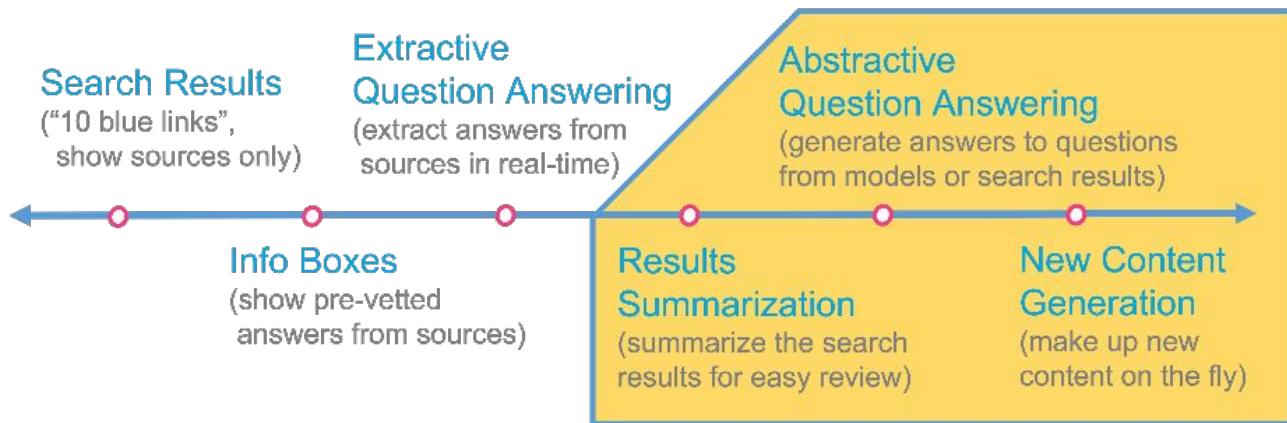 Search Results
("10 blue links",
show sources only)
Info Boxes
(show pre-vetted
answers from sources)
Extractive
Question Answering
(extract answers from
sources in real-time)
Results
Summarization
(summarize the search
results for easy review)
Abstractive
Question Answering
(generate answers to questions
from models or search results)
New Content
Generation
(make up new
content on the fly)